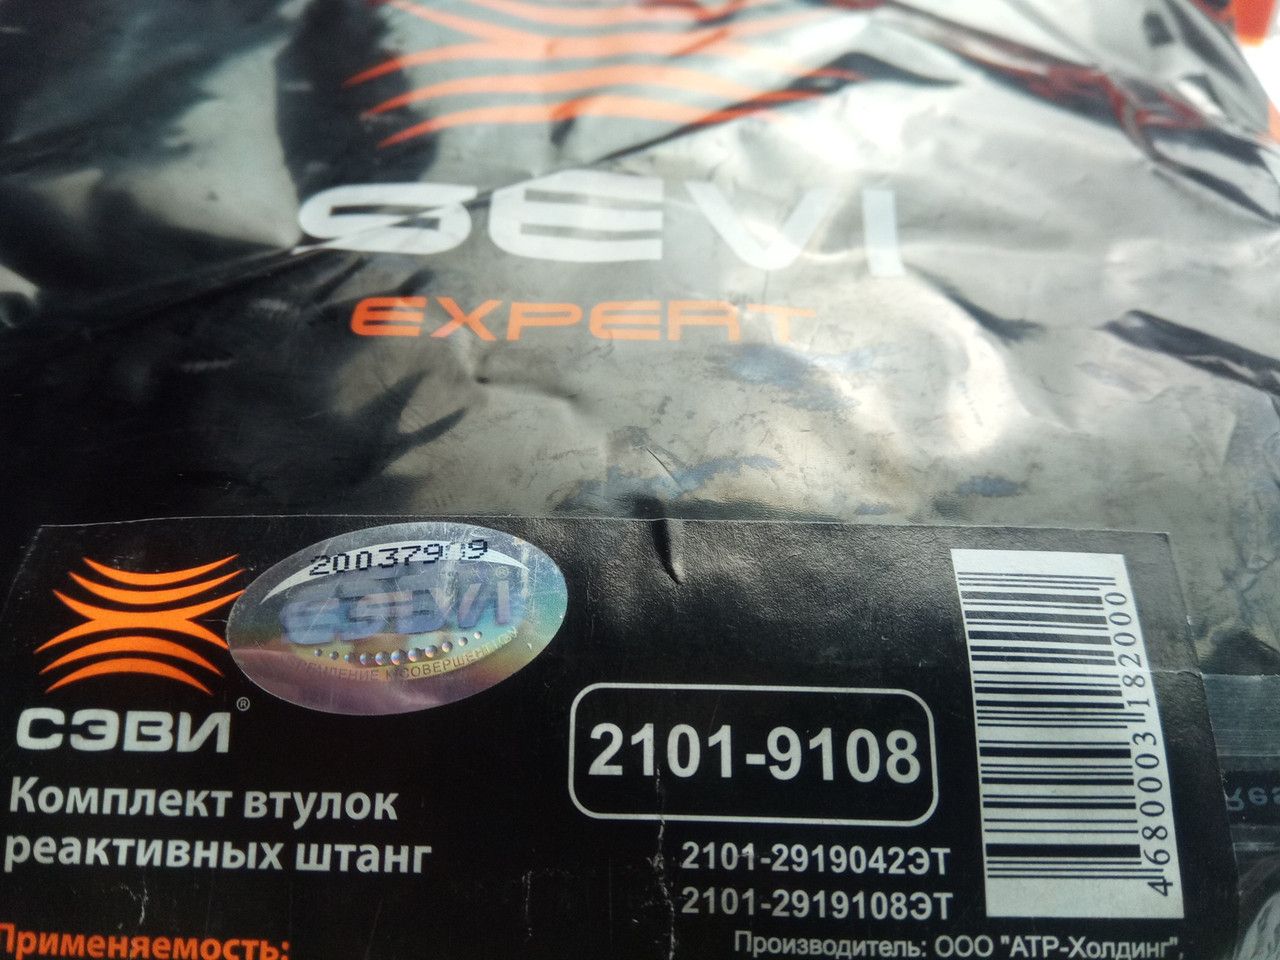 SEVI
EXPERT
СЭВИ®
Комплект втулок
реактивных штанг
Применяемость:
СЭВИ®
2101-9108
2101-2919042ЭТ
2101-2919108ЭТ
Производитель: ООО "АТР-Холдинг",
4680003182000